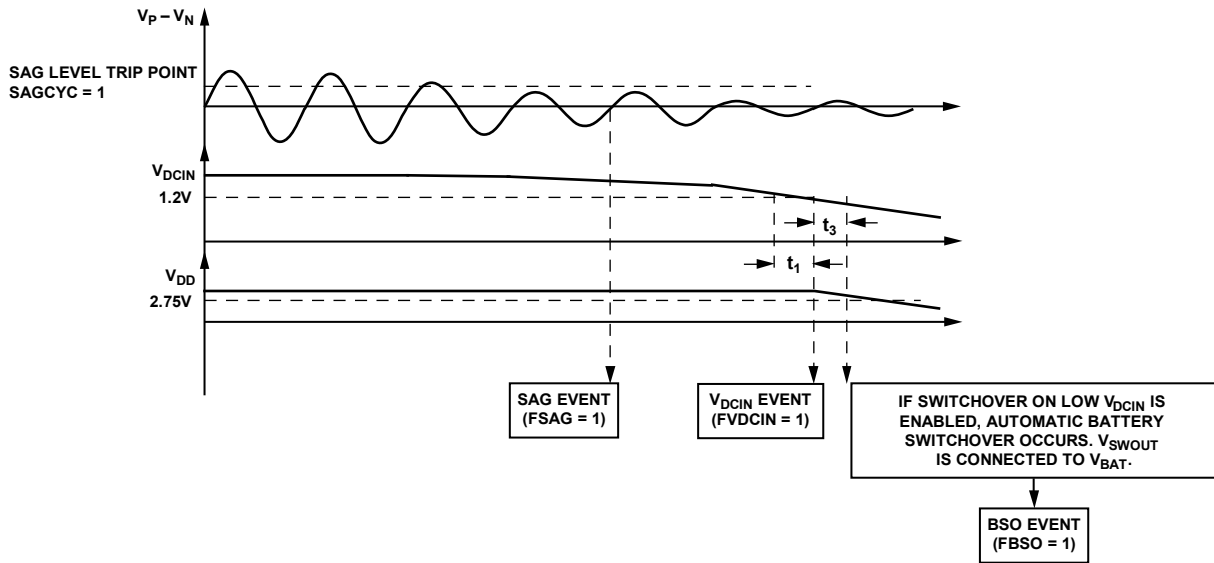 VP – VN
SAG LEVEL TRIP POINT
SAGCYC = 1
VDCIN
1.2V
t3
t1
VDD
2.75V
SAG EVENT
(FSAG = 1)
VDCIN EVENT
(FVDCIN = 1)
IF SWITCHOVER ON LOW VDCIN IS
ENABLED, AUTOMATIC BATTERY
SWITCHOVER OCCURS. VSWOUT
IS CONNECTED TO VBAT.
BSO EVENT
(FBSO = 1)